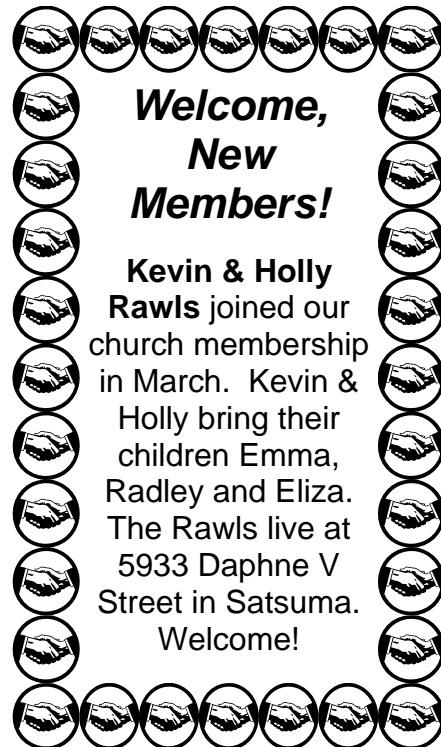 Welcome,
New
Members!
Kevin & Holly
Rawls joined our
church membership
in March.  Kevin &
Holly bring their
children Emma,
Radley and Eliza.
The Rawls live at
5933 Daphne V
Street in Satsuma.
Welcome!